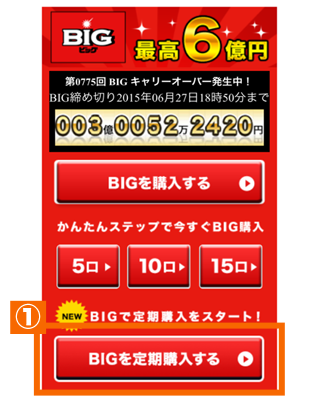 BIG
ビッグ
最高6億円
第0775回 BIG キャリーオーバー発生中！
BIG締め切り2015年06月27日18時50分まで
003億0052万2420円
BIGを購入する
かんたんステップで今すぐBIG購入
5口 10口 15口
①
NEW BIGで定期購入をスタート！
BIGを定期購入する